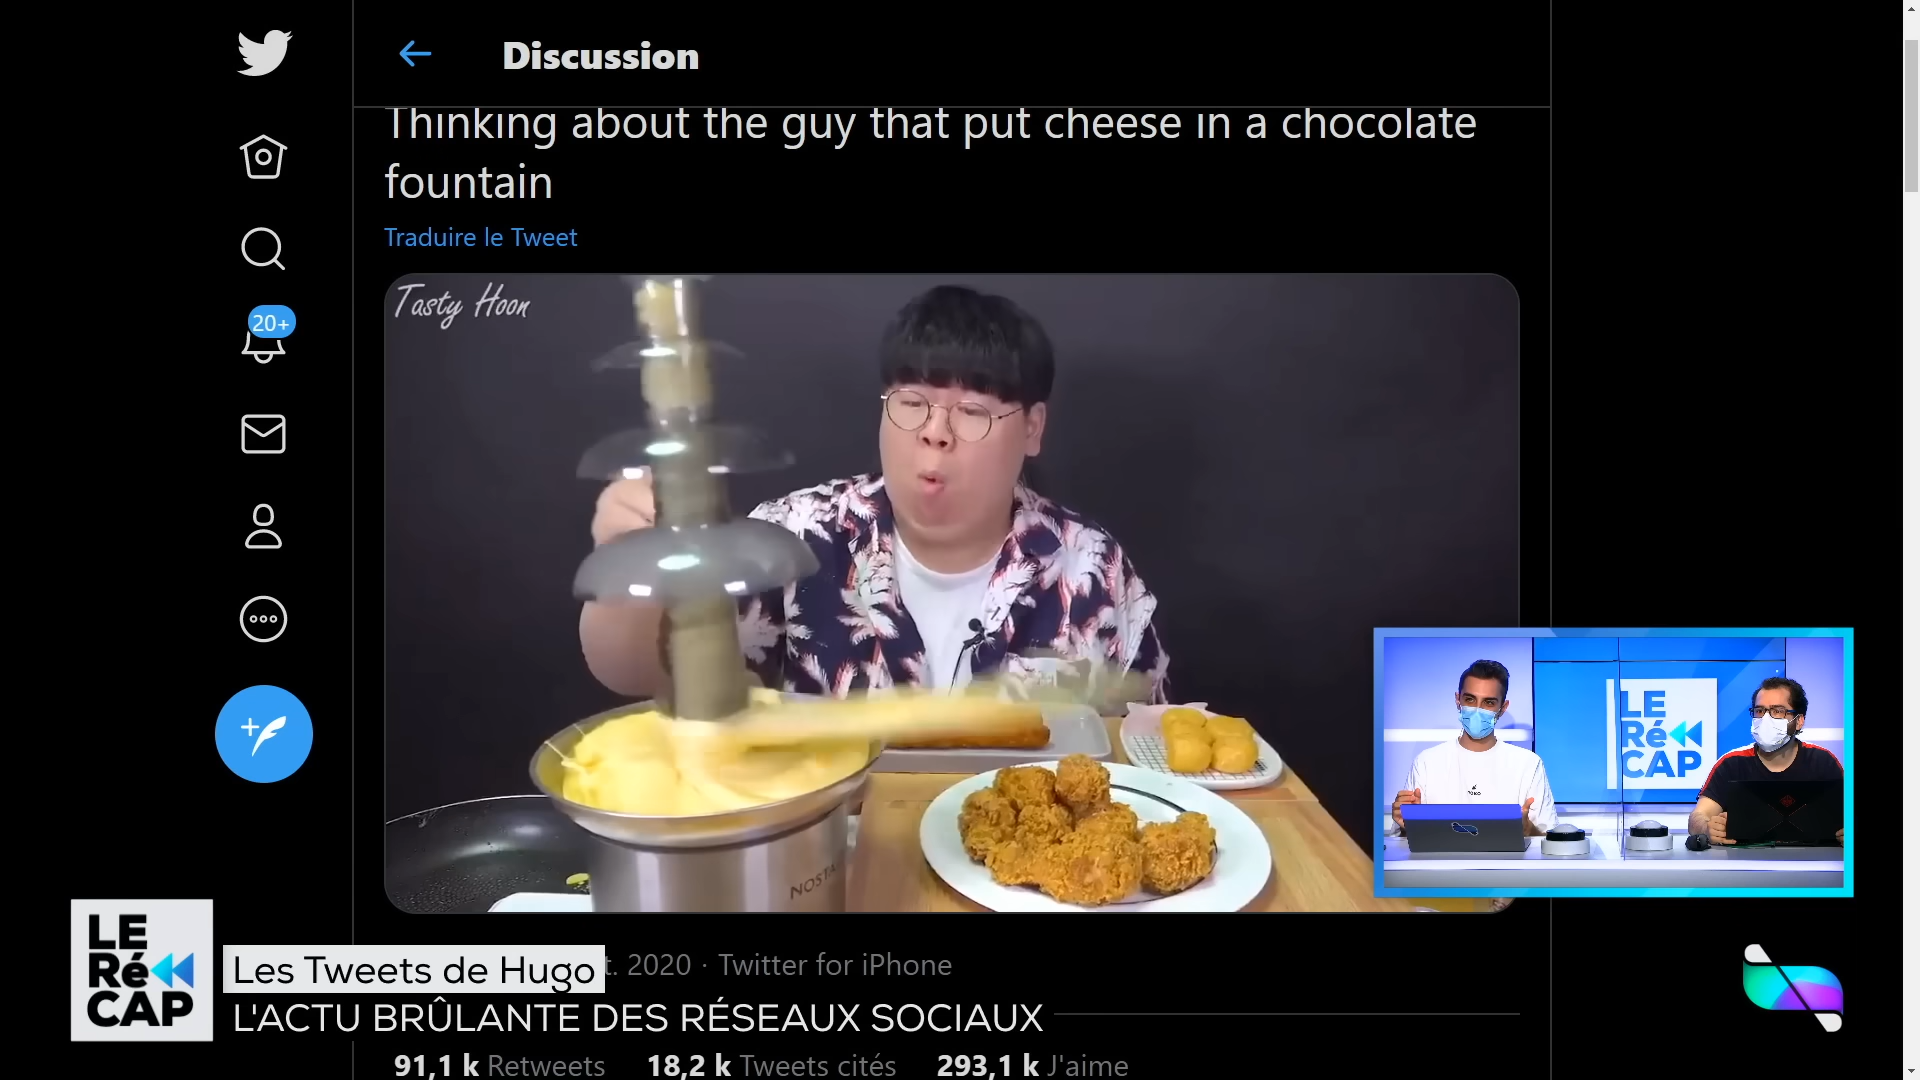 Discussion
Thinking about the guy that put cheese in a chocolate
fountain
Traduire le Tweet
Tasty Hoon
20+
NOSTA
LE
Ré
CAP
LE
Ré
CAP
Les Tweets de Hugo
t. 2020 · Twitter for iPhone
L'ACTU BRÛLANTE DES RÉSEAUX SOCIAUX
91,1 k Retweets 18,2 k Tweets cités 293,1 k J'aime